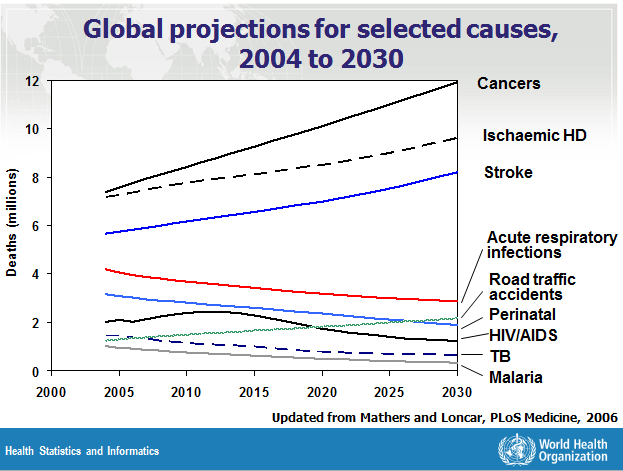 Global projections for selected causes,
2004 to 2030
Deaths (millions)
12
10
8
6
4
2
0
2000 2005 2010 2015 2020 2025 2030
Cancers
Ischaemic HD
Stroke
Acute respiratory
infections
Road traffic
accidents
Perinatal
HIV/AIDS
TB
Malaria
Updated from Mathers and Loncar, PLoS Medicine, 2006
Health Statistics and Informatics
World Health
Organization